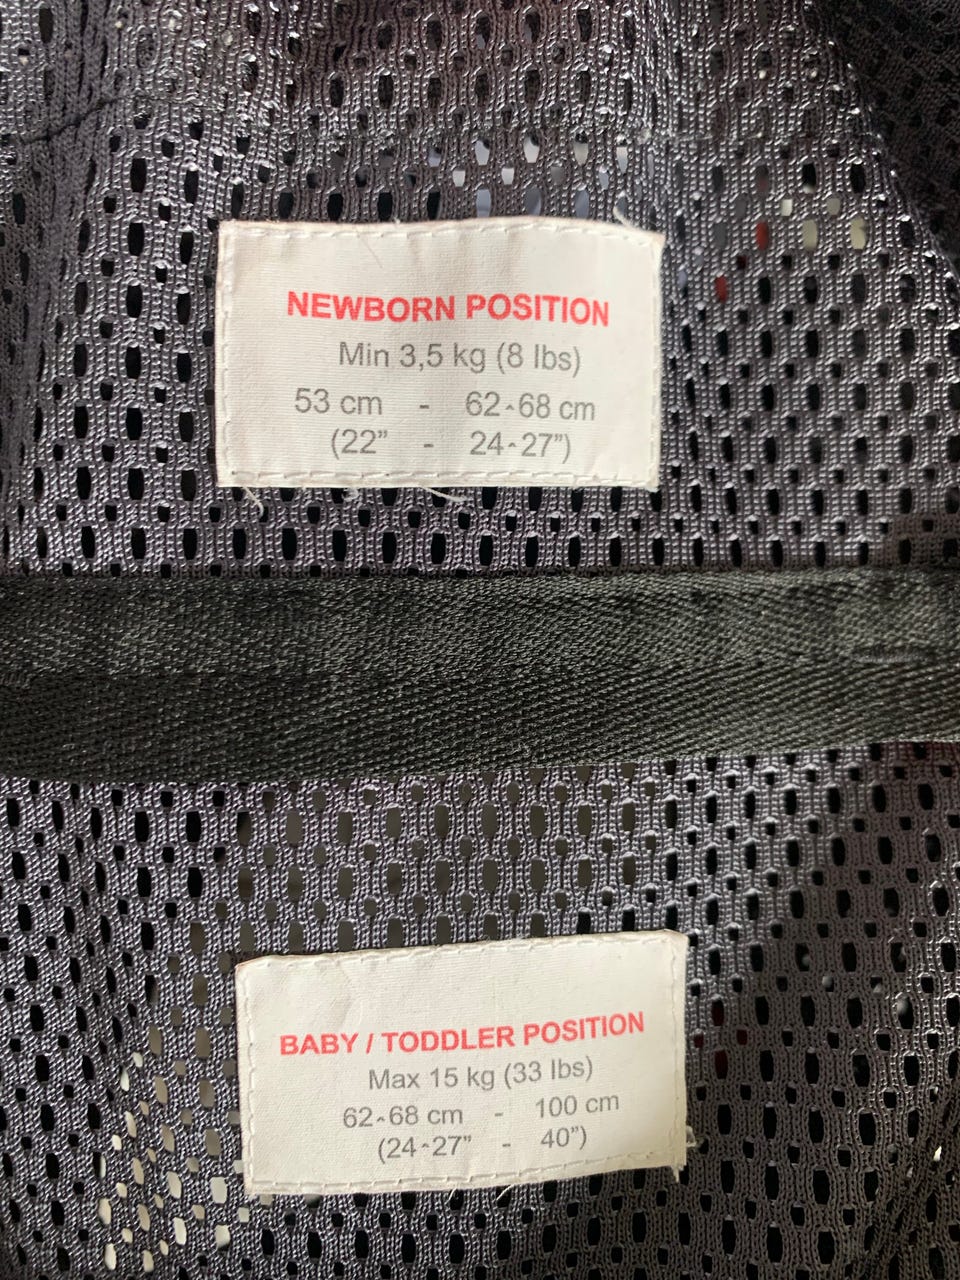 NEWBORN POSITION
Min 3,5 kg (8 lbs)
53 cm - 62-68 cm
(22” - 24-27”)
BABY / TODDLER POSITION
Max 15 kg (33 lbs)
62-68 cm - 100 cm
(24-27” - 40”)